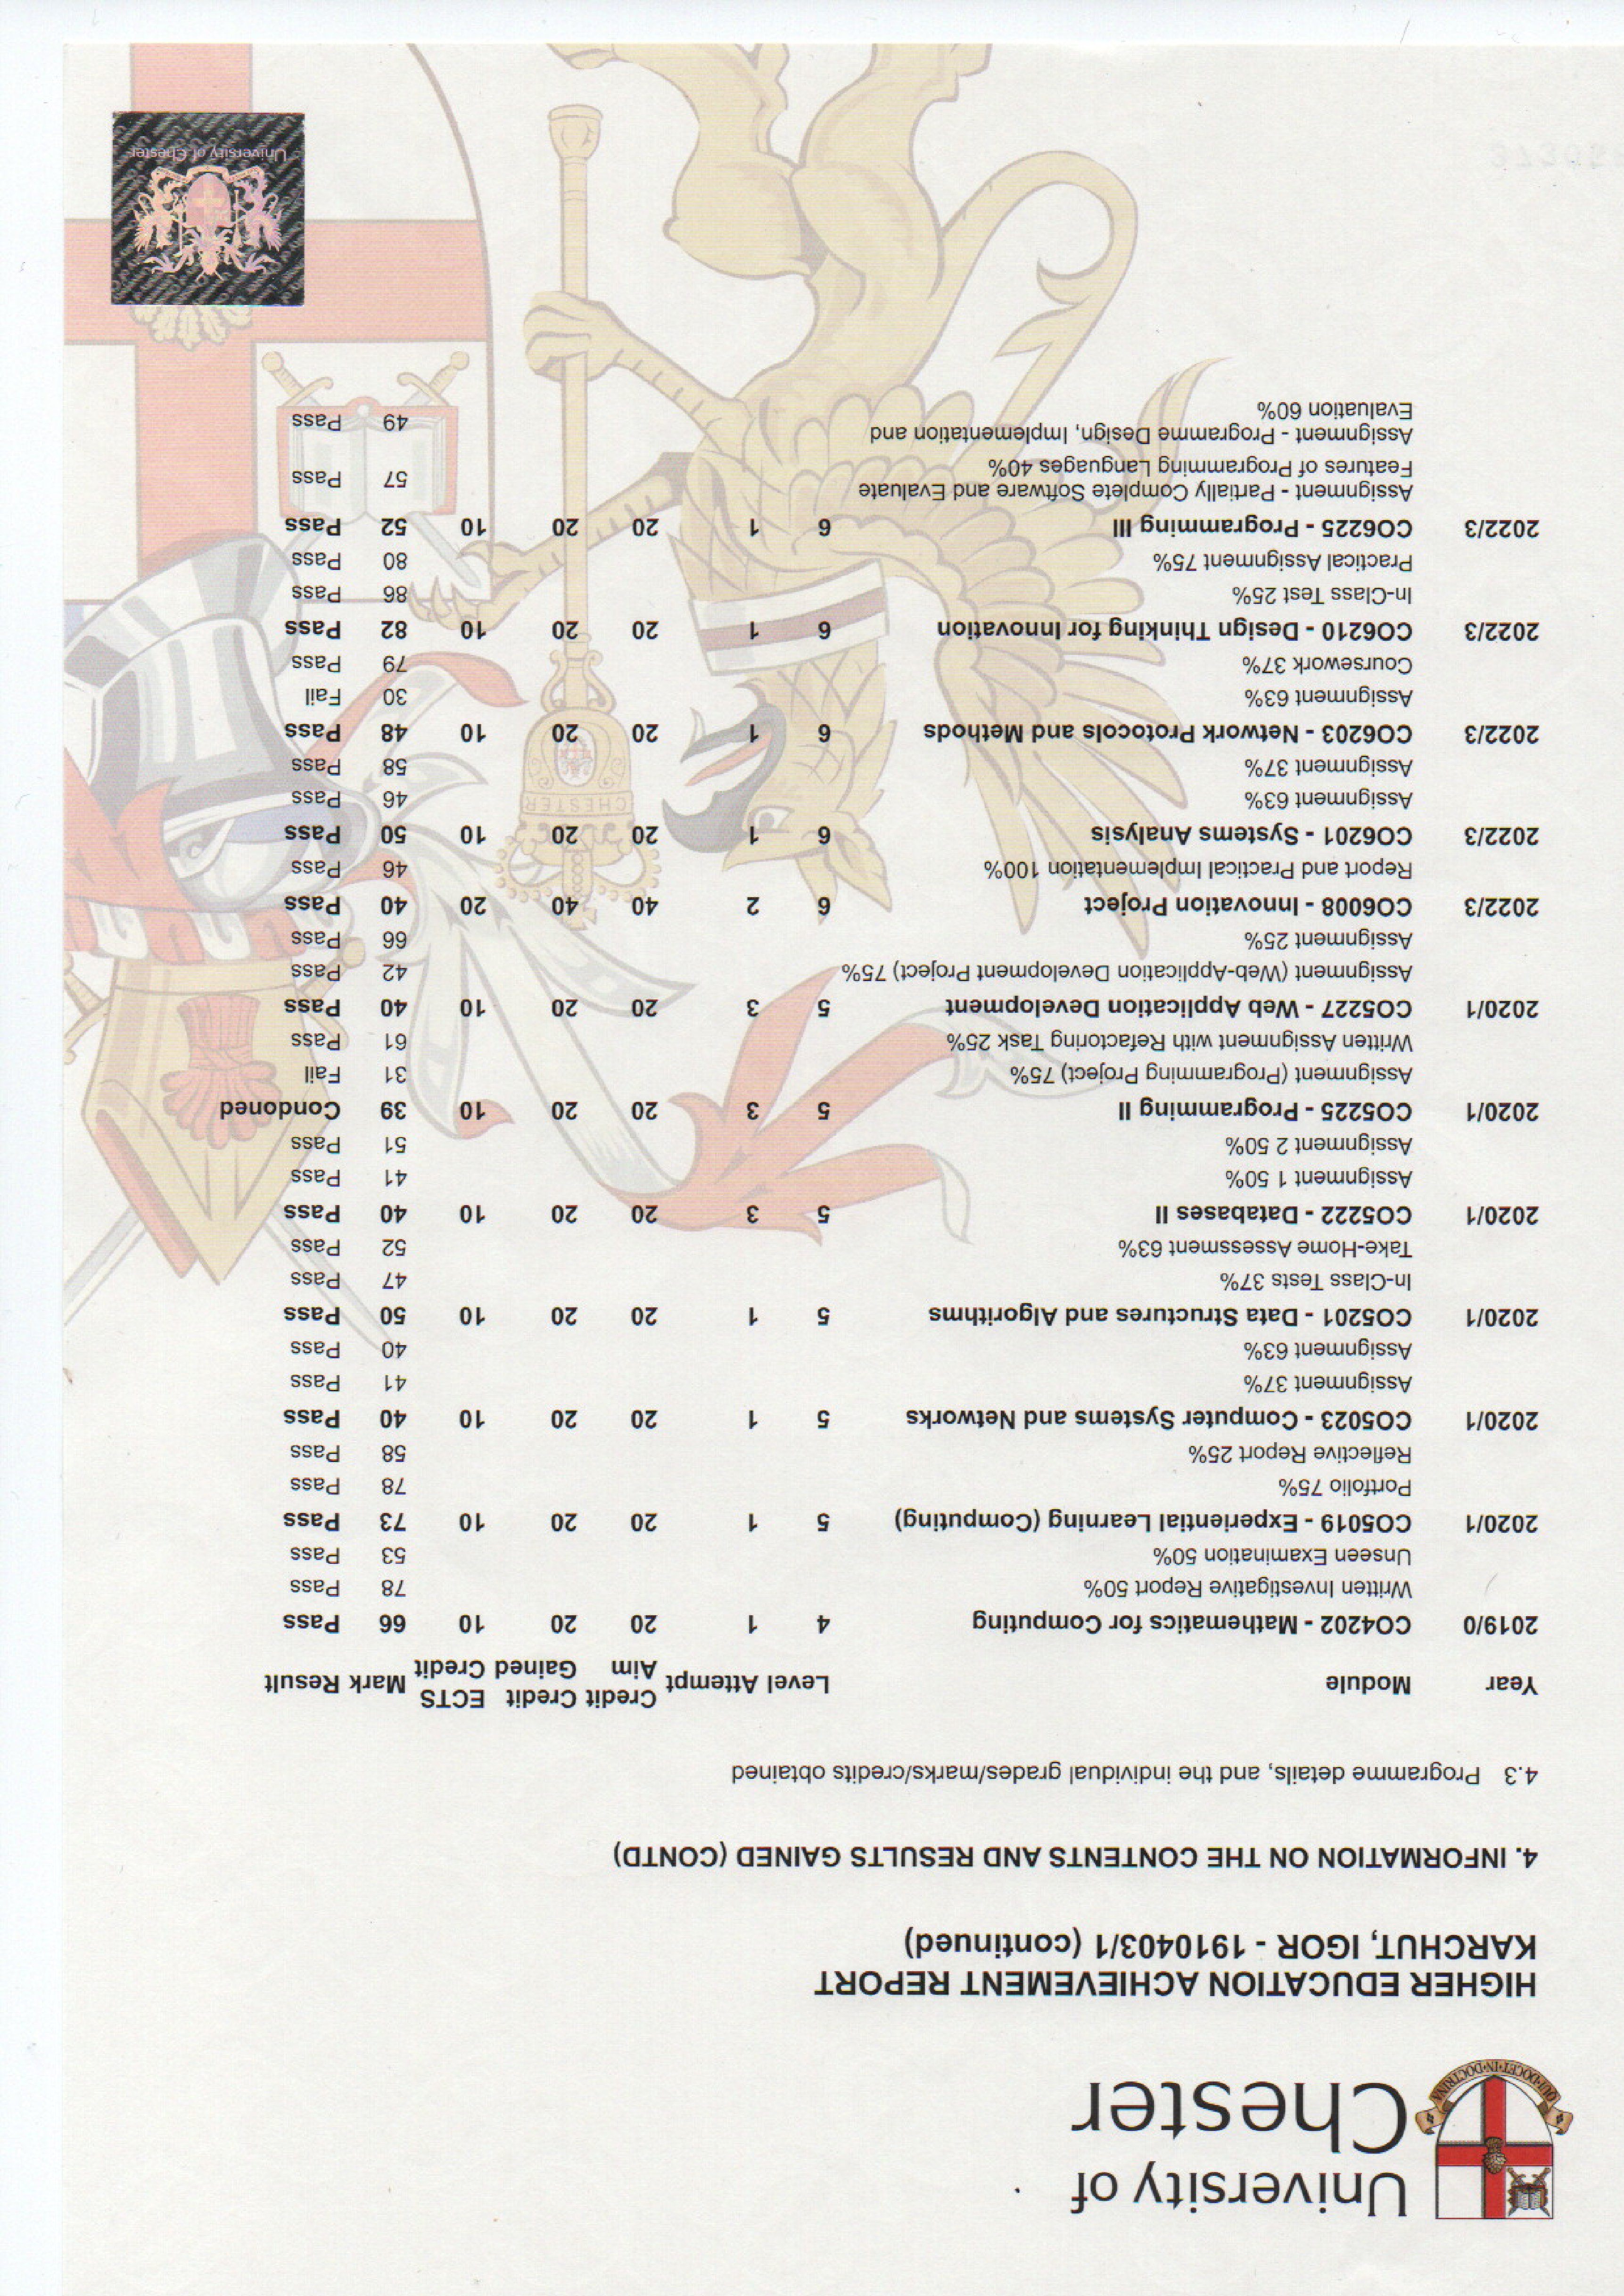 University of
Chester
QUI·DOCET·IN·DOCTRINA
HIGHER EDUCATION ACHIEVEMENT REPORT
KARCHUT, IGOR - 1910403/1 (continued)
4. INFORMATION ON THE CONTENTS AND RESULTS GAINED (CONTD)
4.3 Programme details, and the individual grades/marks/credits obtained
Year Module Level Attempt Credit Aim Credit Gained ECTS Credit Mark Result
2019/0 CO4202 - Mathematics for Computing 4 1 20 20 10 66 Pass
Written Investigative Report 50% 78 Pass
Unseen Examination 50% 53 Pass
2020/1 CO5019 - Experiential Learning (Computing) 5 1 20 20 10 73 Pass
Portfolio 75% 78 Pass
Reflective Report 25% 58 Pass
2020/1 CO5023 - Computer Systems and Networks 5 1 20 20 10 40 Pass
Assignment 37% 41 Pass
Assignment 63% 40 Pass
2020/1 CO5201 - Data Structures and Algorithms 5 1 20 20 10 50 Pass
In-Class Tests 37% 47 Pass
Take-Home Assessment 63% 52 Pass
2020/1 CO5222 - Databases II 5 3 20 20 10 40 Pass
Assignment 1 50% 41 Pass
Assignment 2 50% 51 Pass
2020/1 CO5225 - Programming II 5 3 20 20 10 39 Condoned
Assignment (Programming Project) 75% 31 Fail
Written Assignment with Refactoring Task 25% 61 Pass
2020/1 CO5227 - Web Application Development 5 3 20 20 10 40 Pass
Assignment (Web-Application Development Project) 75% 42 Pass
Assignment 25% 66 Pass
2022/3 CO6008 - Innovation Project 6 2 40 40 20 40 Pass
Report and Practical Implementation 100% 46 Pass
2022/3 CO6201 - Systems Analysis 6 1 20 20 10 50 Pass
Assignment 63% 46 Pass
CHESTER
Assignment 37% 58 Pass
2022/3 CO6203 - Network Protocols and Methods 6 1 20 20 10 48 Pass
Assignment 63% 30 Fail
Coursework 37% 79 Pass
2022/3 CO6210 - Design Thinking for Innovation 6 1 20 20 10 82 Pass
In-Class Test 25% 86 Pass
Practical Assignment 75% 80 Pass
2022/3 CO6225 - Programming III 6 1 20 20 10 52 Pass
Assignment - Partially Complete Software and Evaluate
Features of Programming Languages 40% 57 Pass
Assignment - Programme Design, Implementation and
Evaluation 60% 49 Pass
University of Chester